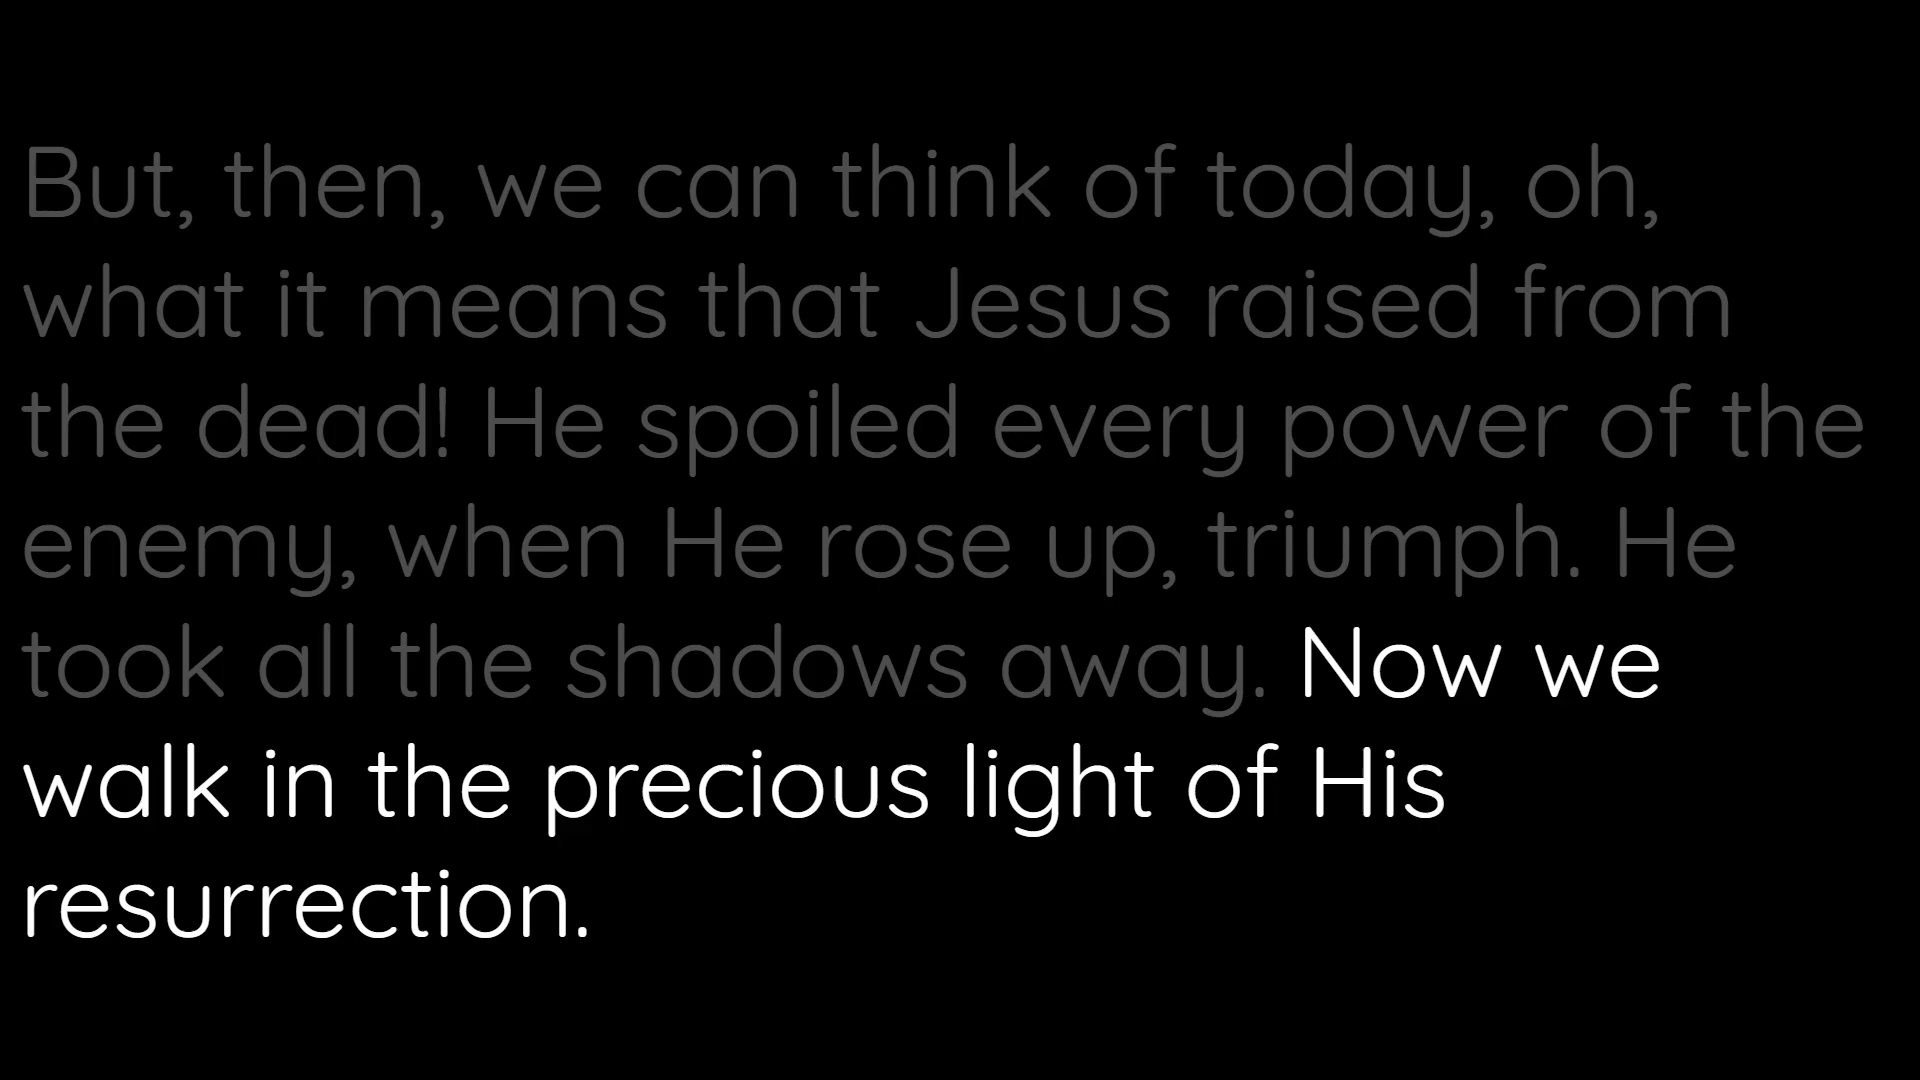 But, then, we can think of today, oh,
what it means that Jesus raised from
the dead! He spoiled every power of the
enemy, when He rose up, triumph. He
took all the shadows away. Now we
walk in the precious light of His
resurrection.